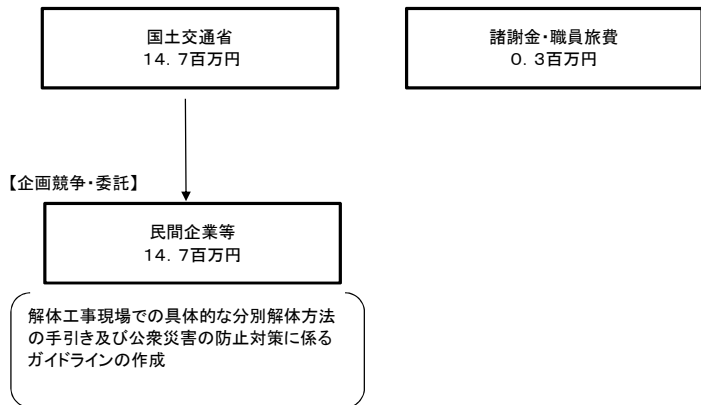 国土交通省
14．7百万円
諸謝金・職員旅費
０．３百万円
【企画競争・委託】
民間企業等
14．7百万円
解体工事現場での具体的な分別解体方法
の手引き及び公衆災害の防止対策に係る
ガイドラインの作成